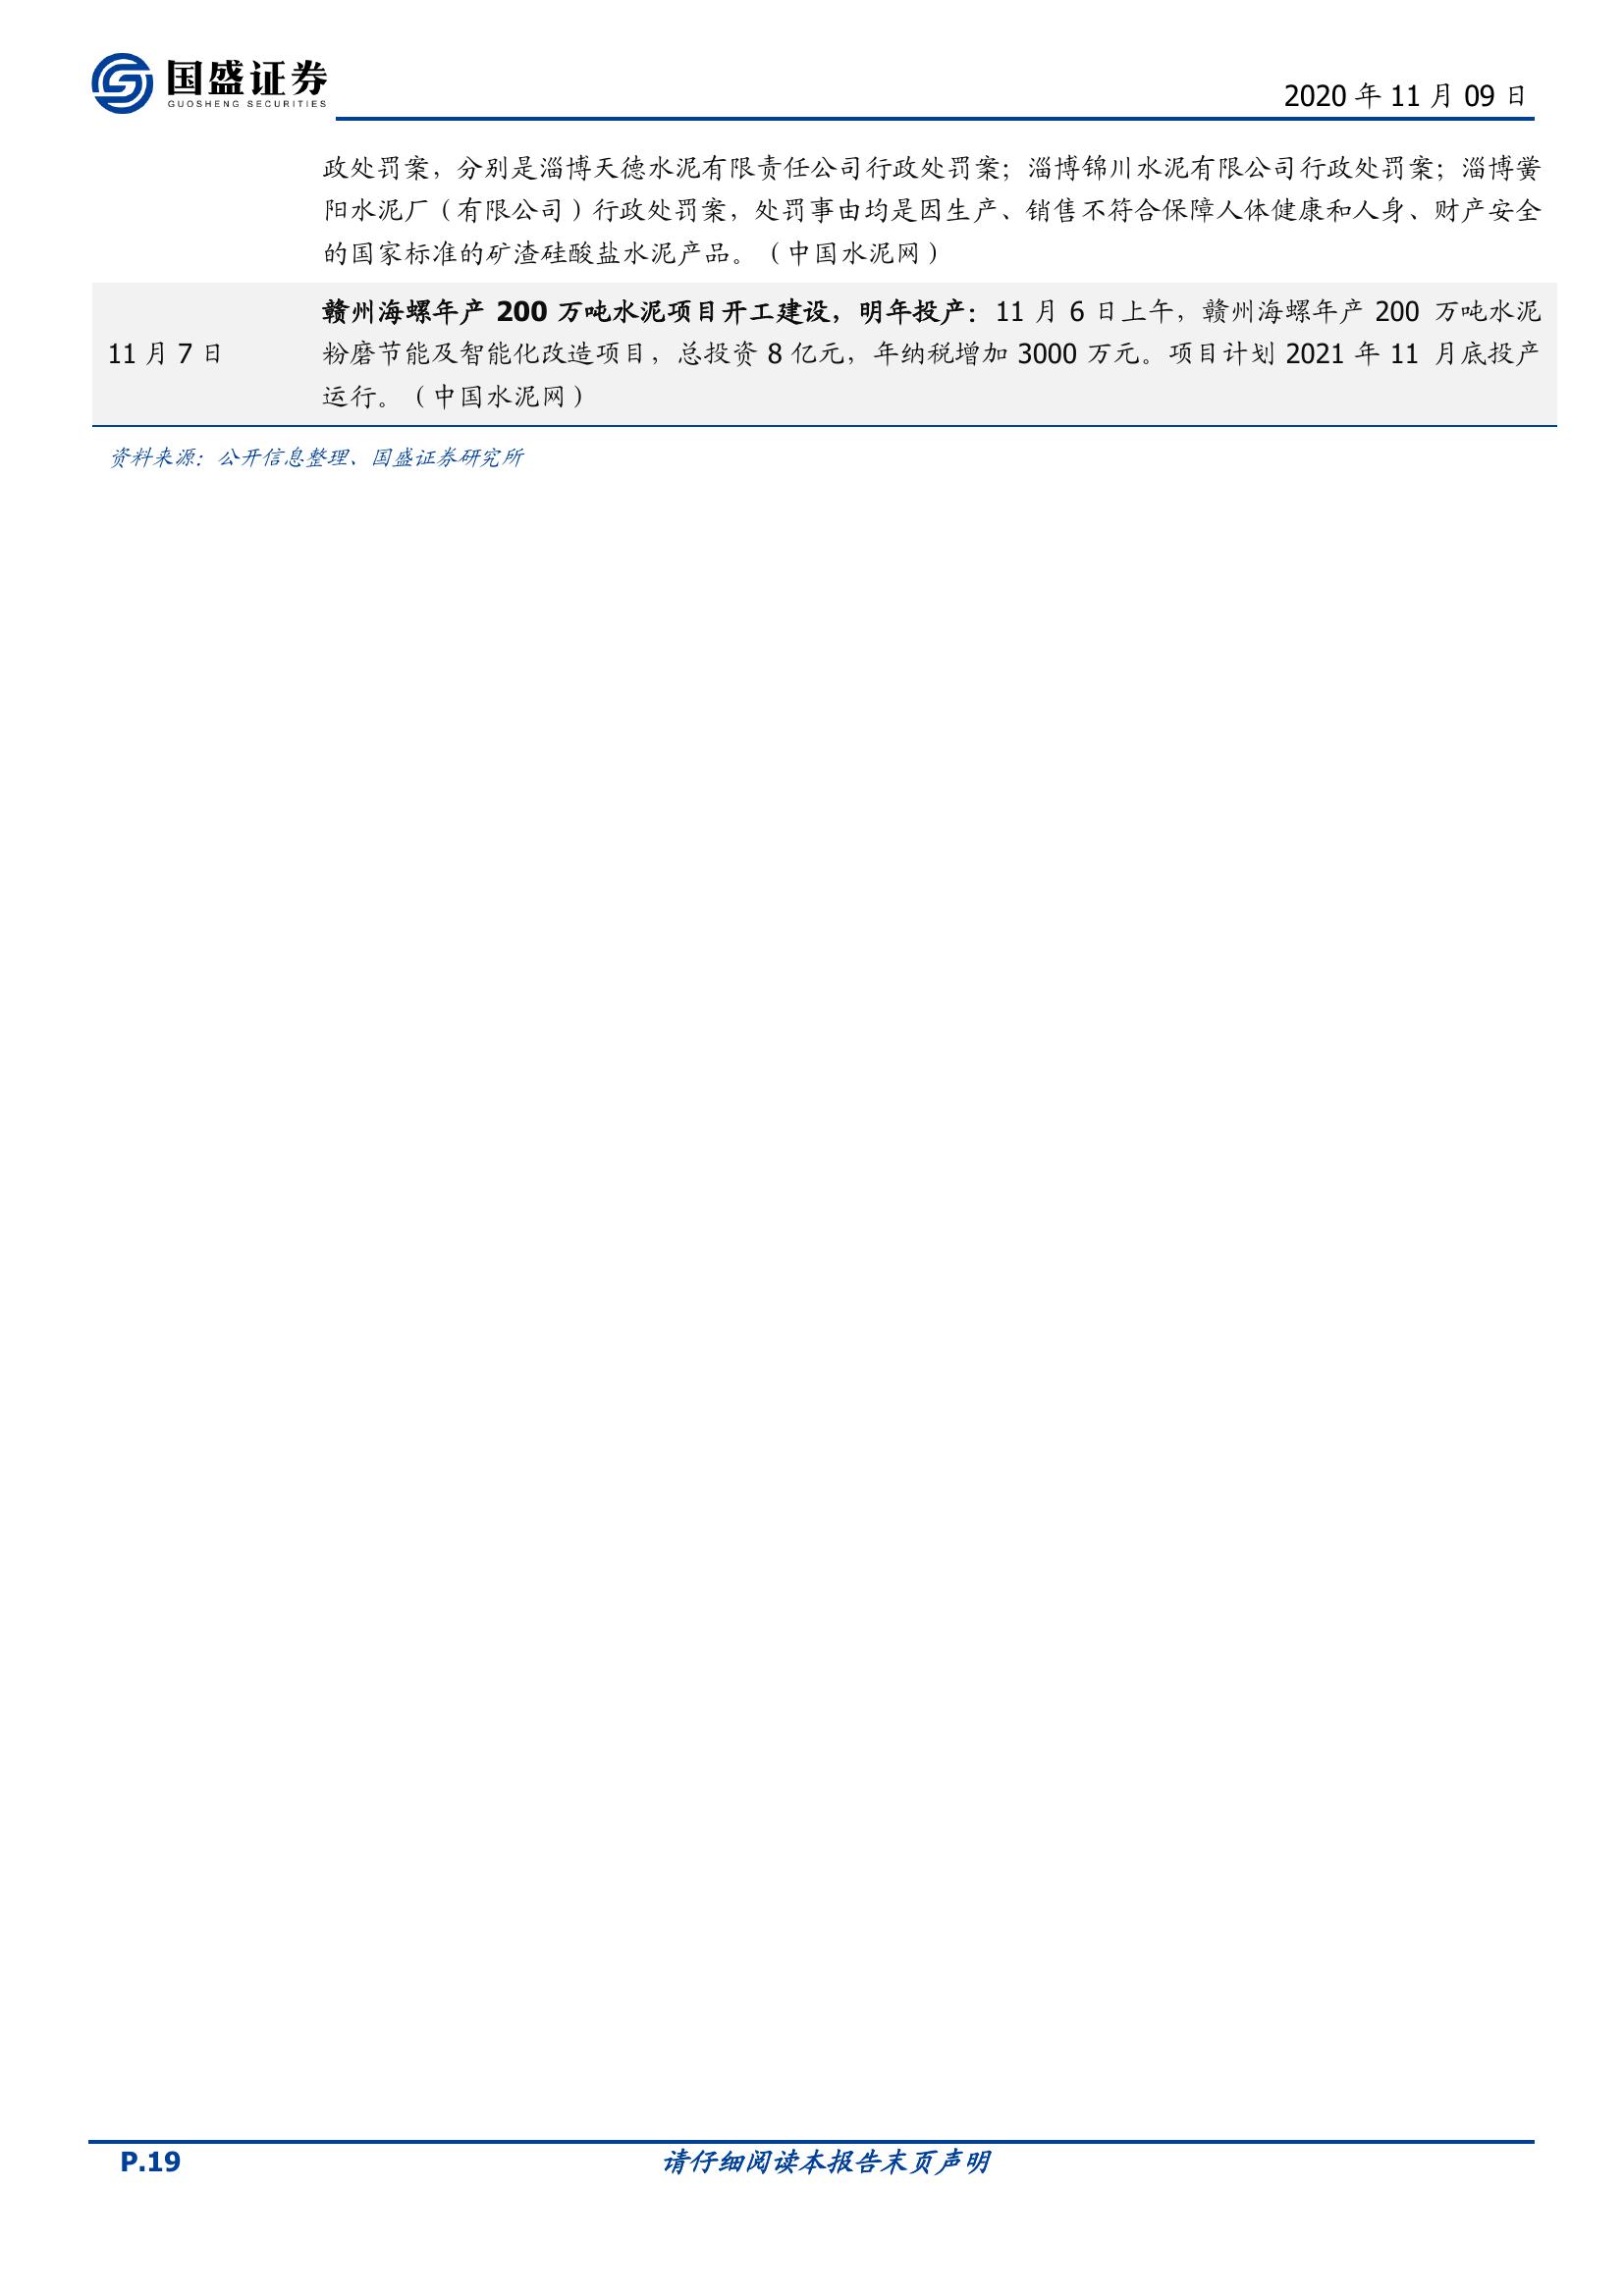 国盛证券
GUOSHENG SECURITIES
2020 年 11 月 09 日
政处罚案，分别是淄博天德水泥有限责任公司行政处罚案；淄博锦川水泥有限公司行政处罚案；淄博黉
阳水泥厂（有限公司）行政处罚案，处罚事由均是因生产、销售不符合保障人体健康和人身、财产安全
的国家标准的矿渣硅酸盐水泥产品。（中国水泥网）
赣州海螺年产 200 万吨水泥项目开工建设，明年投产：11 月 6 日上午，赣州海螺年产 200 万吨水泥
11 月 7 日
粉磨节能及智能化改造项目，总投资 8 亿元，年纳税增加 3000 万元。项目计划 2021 年 11 月底投产
运行。（中国水泥网）
资料来源：公开信息整理、国盛证券研究所
P.19
请仔细阅读本报告末页声明